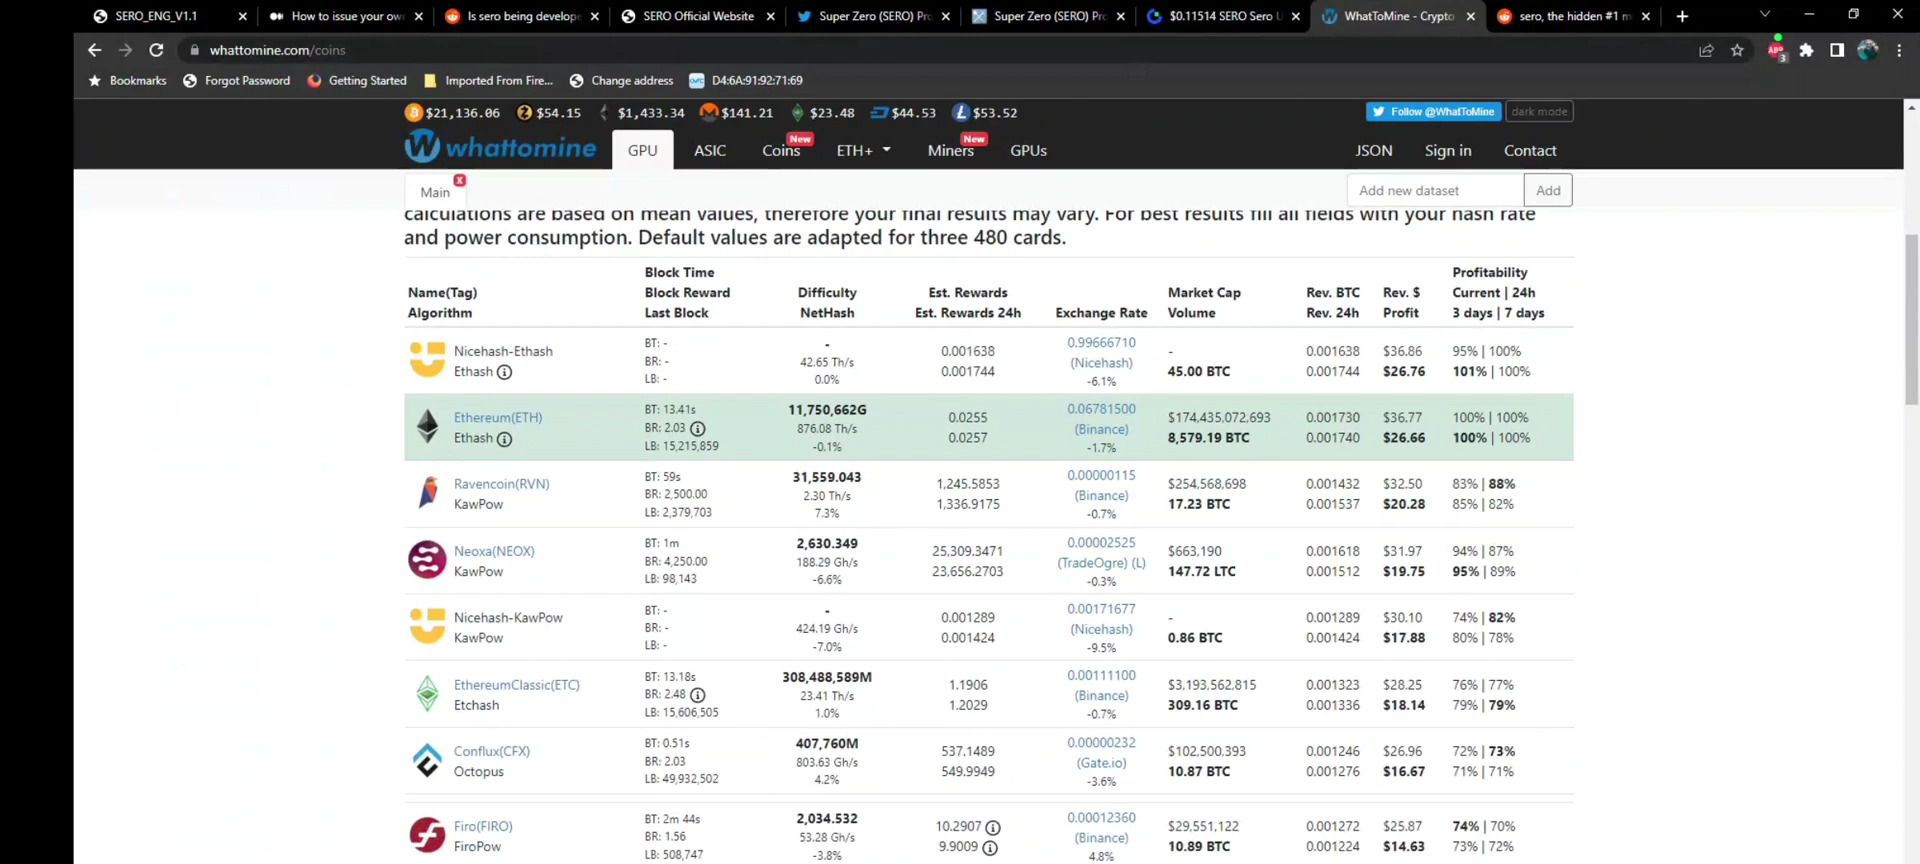 SERO_ENG_V1.1
How to issue your ow
Is sero being develope
SERO Official Website
Super Zero (SERO) Pro
Super Zero (SERO) Pro
$0.11514 SERO Sero U
WhatToMine - Crypto
sero, the hidden #1 m
whattomine.com/coins
3
Bookmarks
Forgot Password
Getting Started
Imported From Fire...
Change address
D4:6A:91:92:71:69
$21,136.06 $54.15 $1,433.34 $141.21 $23.48 $44.53 $53.52
Follow @WhatToMine dark mode
whattomine GPU ASIC Coins New ETH+ Miners New GPUs JSON Sign in Contact
Main x Add new dataset Add
calculations are based on mean values, therefore your final results may vary. For best results fill all fields with your hash rate
and power consumption. Default values are adapted for three 480 cards.
Name(Tag)
Algorithm
Block Time
Block Reward
Last Block
Difficulty
NetHash
Est. Rewards
Est. Rewards 24h
Exchange Rate
Market Cap
Volume
Rev. BTC
Rev. 24h
Rev. $
Profit
Profitability
Current | 24h
3 days | 7 days
Nicehash-Ethash
Ethash
BT: -
BR: -
LB: -
-
42.65 Th/s
0.0%
0.001638
0.001744
0.99666710
(Nicehash)
-6.1%
-
45.00 BTC
0.001638
0.001744
$36.86
$26.76
95% | 100%
101% | 100%
Ethereum(ETH)
Ethash
BT: 13.41s
BR: 2.03
LB: 15,215,859
11,750,662G
876.08 Th/s
-0.1%
0.0255
0.0257
0.06781500
(Binance)
-1.7%
$174,435,072,693
8,579.19 BTC
0.001730
0.001740
$36.77
$26.66
100% | 100%
100% | 100%
Ravencoin(RVN)
KawPow
BT: 59s
BR: 2,500.00
LB: 2,379,703
31,559.043
2.30 Th/s
7.3%
1,245.5853
1,336.9175
0.00000115
(Binance)
-0.7%
$254,568,698
17.23 BTC
0.001432
0.001537
$32.50
$20.28
83% | 88%
85% | 82%
Neoxa(NEOX)
KawPow
BT: 1m
BR: 4,250.00
LB: 98,143
2,630.349
188.29 Gh/s
-6.6%
25,309.3471
23,656.2703
0.00002525
(TradeOgre) (L)
-0.3%
$663,190
147.72 LTC
0.001618
0.001512
$31.97
$19.75
94% | 87%
95% | 89%
Nicehash-KawPow
KawPow
BT: -
BR: -
LB: -
-
424.19 Gh/s
-7.0%
0.001289
0.001424
0.00171677
(Nicehash)
-9.5%
-
0.86 BTC
0.001289
0.001424
$30.10
$17.88
74% | 82%
80% | 78%
EthereumClassic(ETC)
Etchash
BT: 13.18s
BR: 2.48
LB: 15,606,505
308,488,589M
23.41 Th/s
1.0%
1.1906
1.2029
0.00111100
(Binance)
-0.7%
$3,193,562,815
309.16 BTC
0.001323
0.001336
$28.25
$18.14
76% | 77%
79% | 79%
Conflux(CFX)
Octopus
BT: 0.51s
BR: 2.03
LB: 49,932,502
407,760M
803.63 Gh/s
4.2%
537.1489
549.9949
0.00000232
(Gate.io)
-3.6%
$102,500,393
10.87 BTC
0.001246
0.001276
$26.96
$16.67
72% | 73%
71% | 71%
Firo(FIRO)
FiroPow
BT: 2m 44s
BR: 1.56
LB: 508,747
2,034.532
53.28 Gh/s
-3.8%
10.2907
9.9009
0.00012360
(Binance)
4.8%
$29,551,122
10.89 BTC
0.001272
0.001224
$25.87
$14.63
74% | 70%
73% | 72%